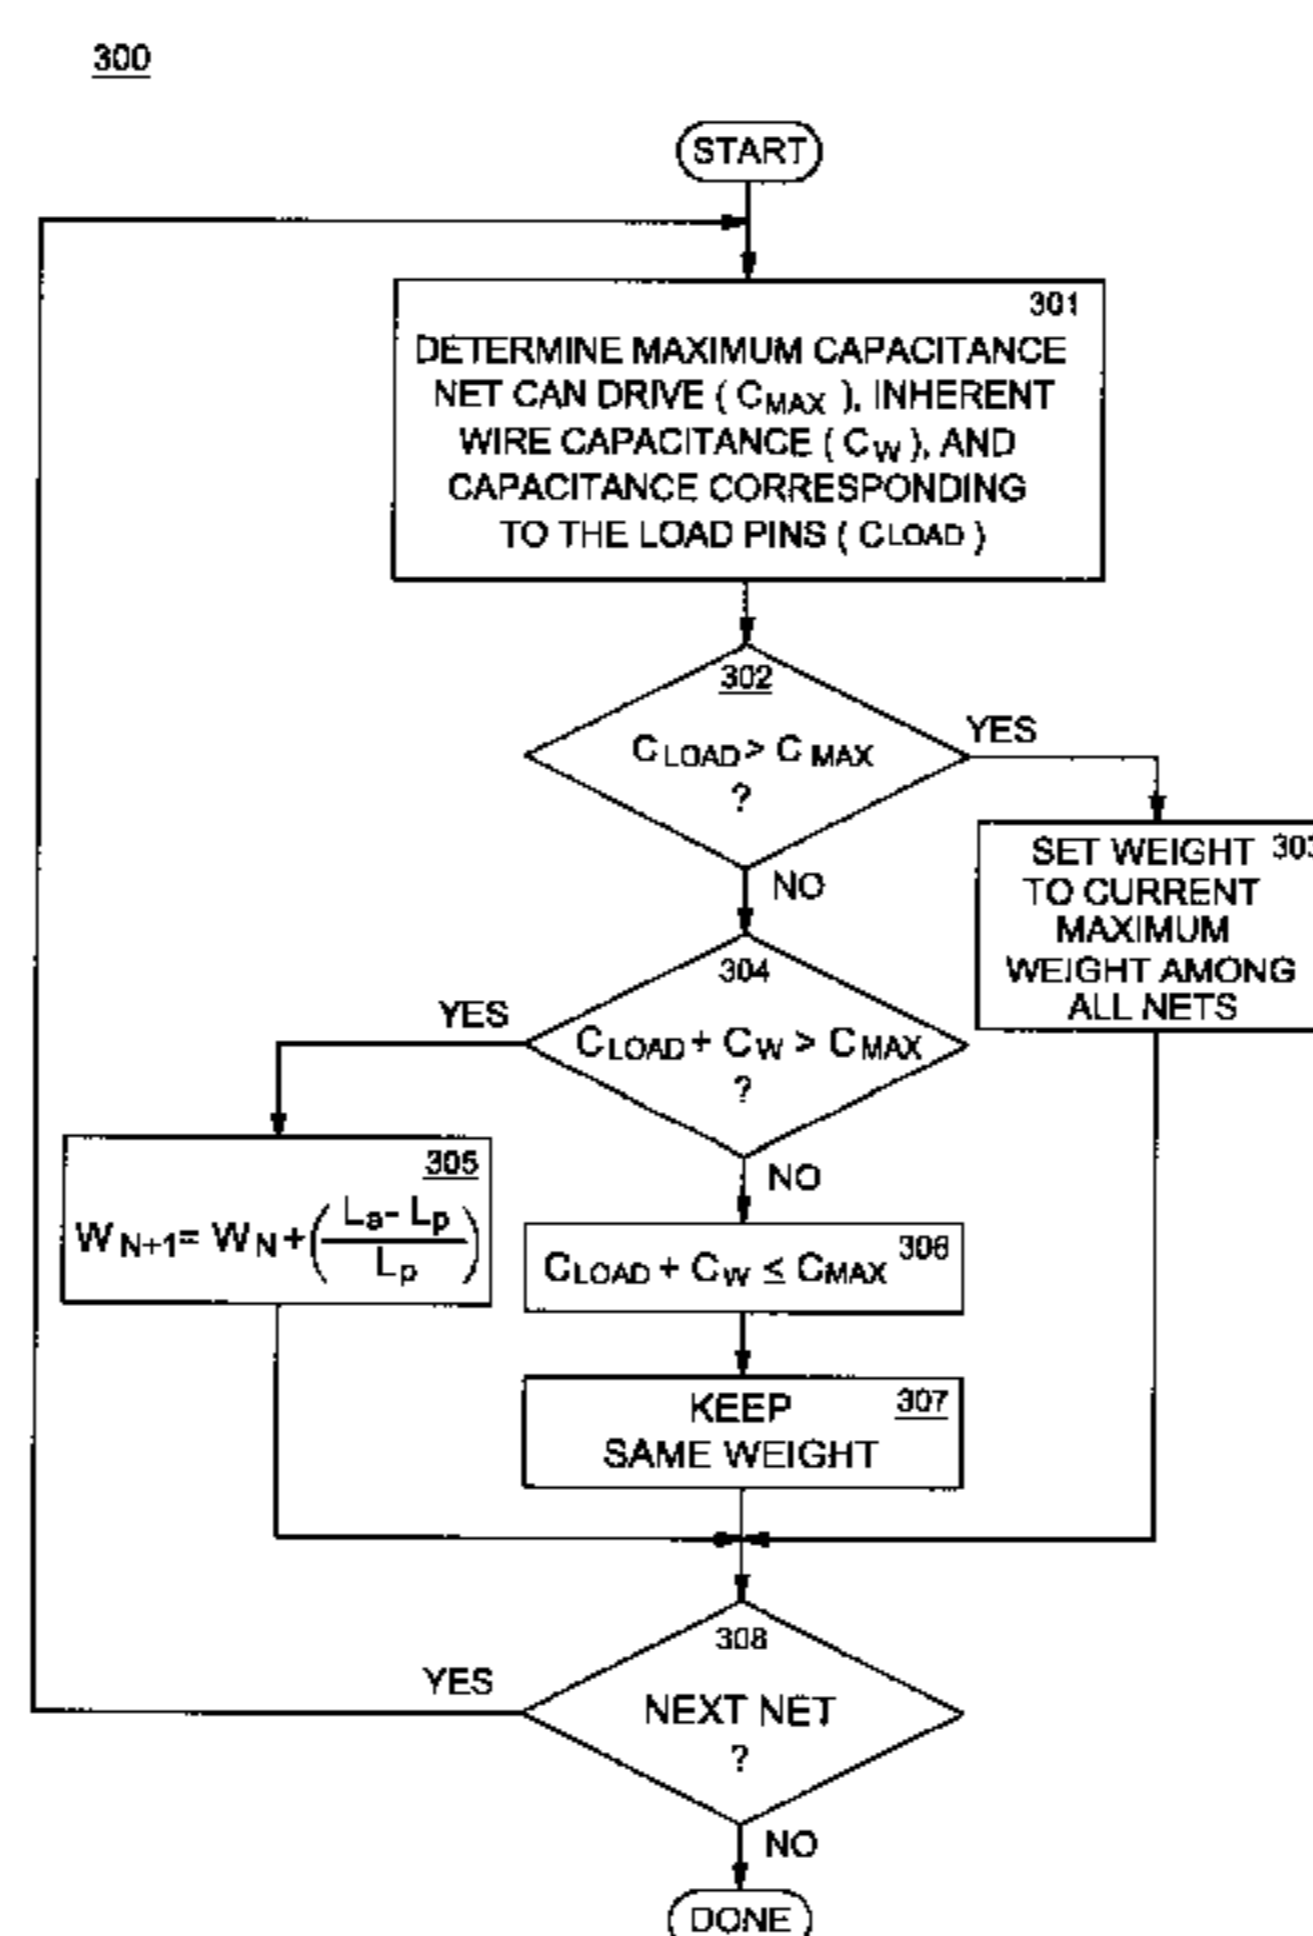 300
START
301
DETERMINE MAXIMUM CAPACITANCE
NET CAN DRIVE ( CMAX ), INHERENT
WIRE CAPACITANCE ( CW ), AND
CAPACITANCE CORRESPONDING
TO THE LOAD PINS ( CLOAD )
302
CLOAD > CMAX
?
YES
NO
303
SET WEIGHT
TO CURRENT
MAXIMUM
WEIGHT AMONG
ALL NETS
304
CLOAD + CW > CMAX
?
YES
NO
305
WN+1 = WN + ( La - Lp / Lp )
306
CLOAD + CW ≤ CMAX
307
KEEP
SAME WEIGHT
308
NEXT NET
?
YES
NO
DONE